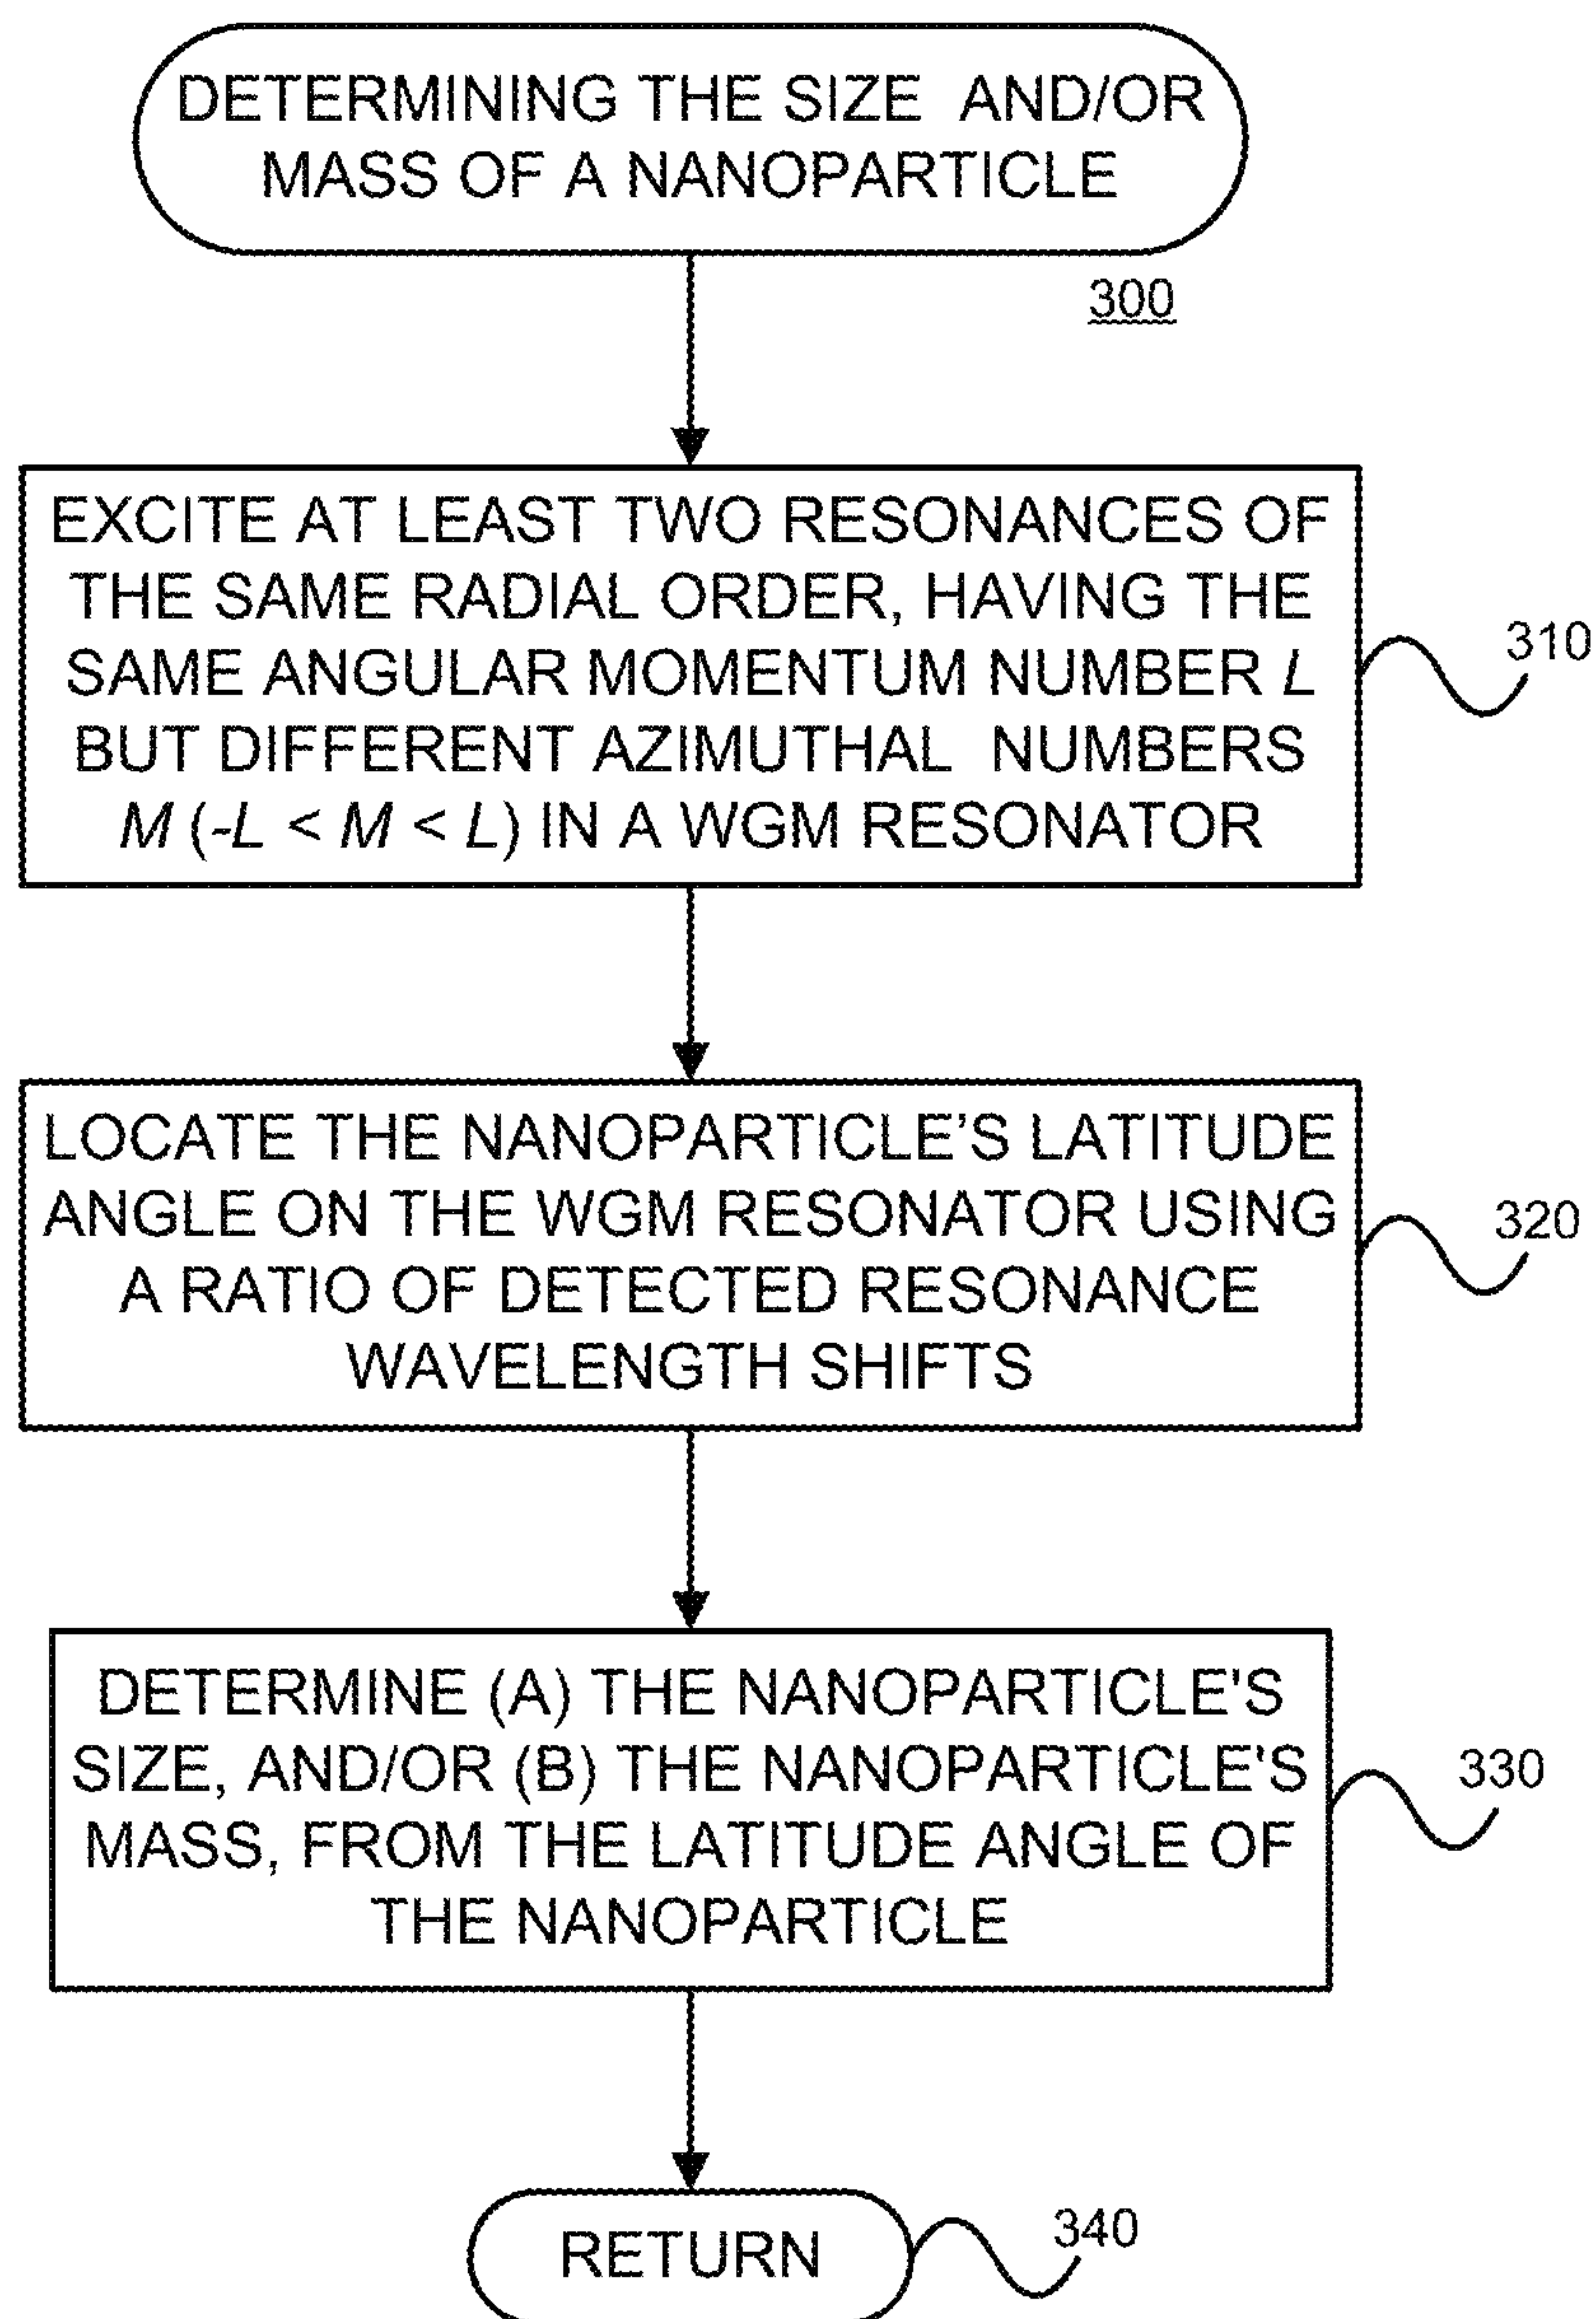 DETERMINING THE SIZE AND/OR
MASS OF A NANOPARTICLE
300
EXCITE AT LEAST TWO RESONANCES OF
THE SAME RADIAL ORDER, HAVING THE
SAME ANGULAR MOMENTUM NUMBER L
BUT DIFFERENT AZIMUTHAL NUMBERS
M (-L < M < L) IN A WGM RESONATOR
310
LOCATE THE NANOPARTICLE’S LATITUDE
ANGLE ON THE WGM RESONATOR USING
A RATIO OF DETECTED RESONANCE
WAVELENGTH SHIFTS
320
DETERMINE (A) THE NANOPARTICLE'S
SIZE, AND/OR (B) THE NANOPARTICLE'S
MASS, FROM THE LATITUDE ANGLE OF
THE NANOPARTICLE
330
RETURN
340